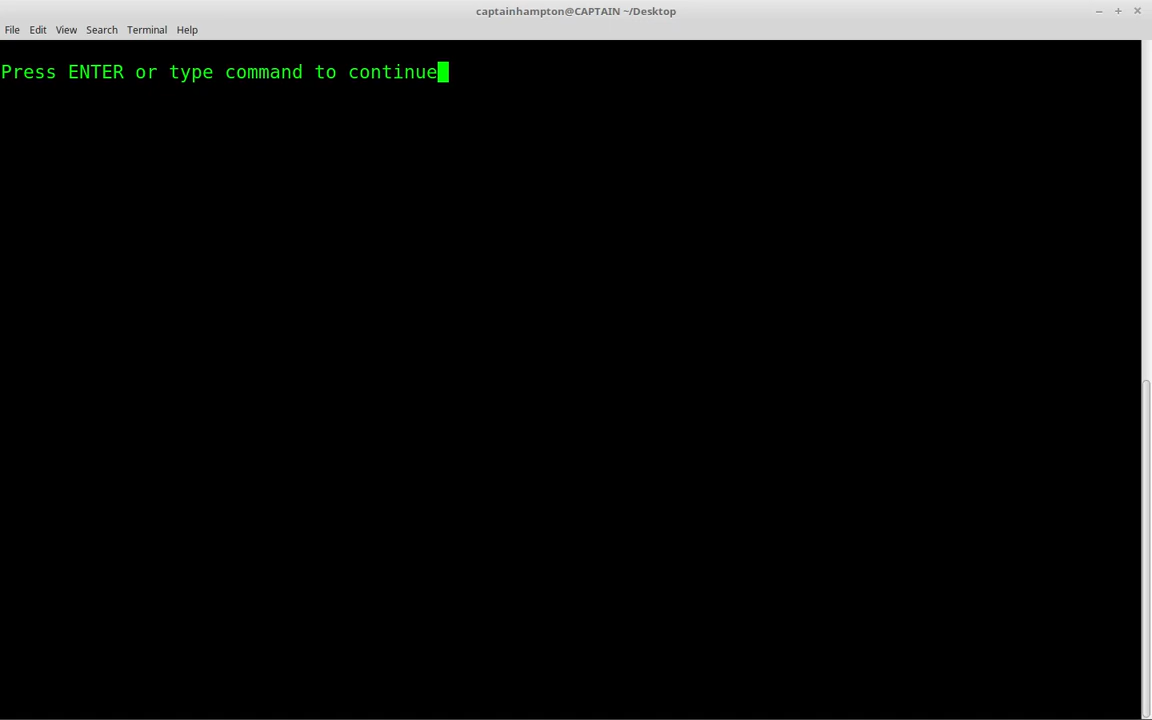 captainhampton@CAPTAIN ~/Desktop
File Edit View Search Terminal Help
Press ENTER or type command to continue